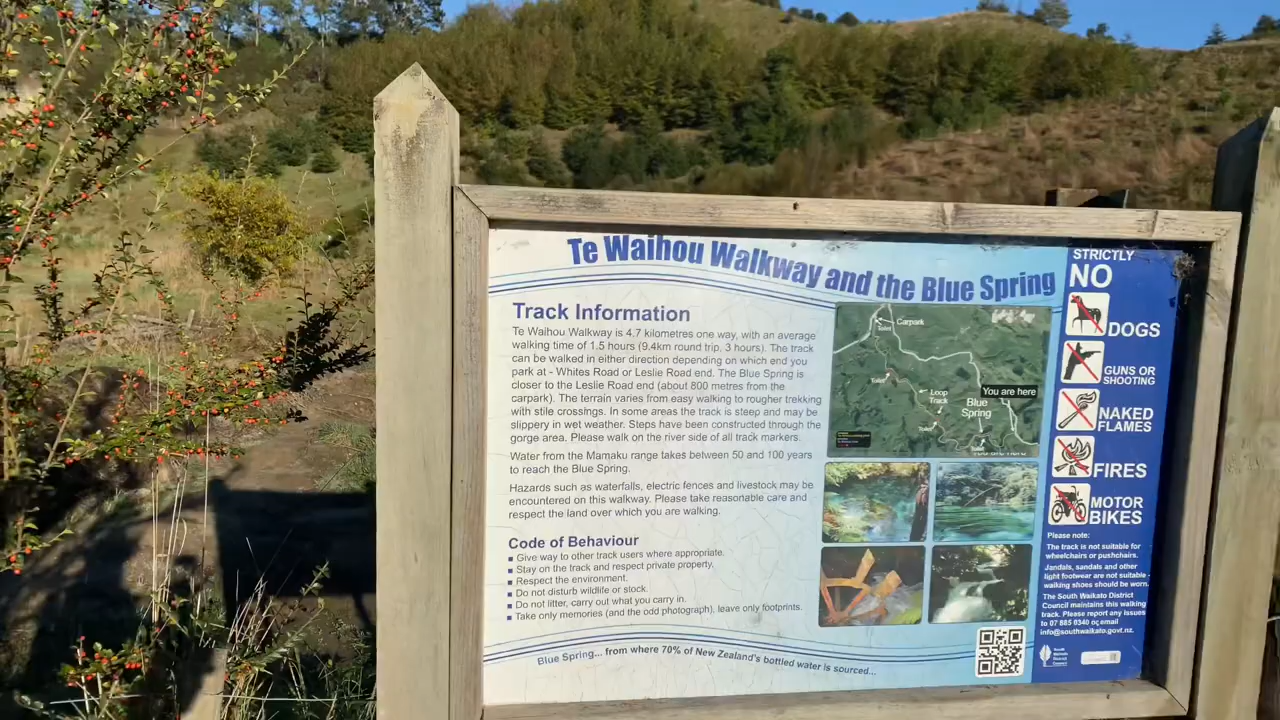 Te Waihou Walkway and the Blue Spring
Track Information
Te Waihou Walkway is 4.7 kilometres one way, with an average
walking time of 1.5 hours (9.4km round trip, 3 hours). The track
can be walked in either direction depending on which end you
park at - Whites Road or Leslie Road end. The Blue Spring is
closer to the Leslie Road end (about 800 metres from the
carpark). The terrain varies from easy walking to rougher trekking
with stile crossings. In some areas the track is steep and may be
slippery in wet weather. Steps have been constructed through the
gorge area. Please walk on the river side of all track markers.
Water from the Mamaku range takes between 50 and 100 years
to reach the Blue Spring.
Hazards such as waterfalls, electric fences and livestock may be
encountered on this walkway. Please take reasonable care and
respect the land over which you are walking.
Code of Behaviour
Give way to other track users where appropriate.
Stay on the track and respect private property.
Respect the environment.
Do not disturb wildlife or stock.
Do not litter, carry out what you carry in.
Take only memories (and the odd photograph), leave only footprints.
Blue Spring... from where 70% of New Zealand's bottled water is sourced...
Carpark
Toilet
Toilet
Loop
Track
You are here
Blue
Spring
Toilet
Toilet
You are here
STRICTLY
NO
DOGS
GUNS OR
SHOOTING
NAKED
FLAMES
FIRES
MOTOR
BIKES
Please note:
The track is not suitable for
wheelchairs or pushchairs.
Jandals, sandals and other
light footwear are not suitable -
walking shoes should be worn.
The South Waikato District
Council maintains this walking
track. Please report any issues
to 07 885 0340 or email
info@southwaikato.govt.nz.
South
Waikato
District
Council